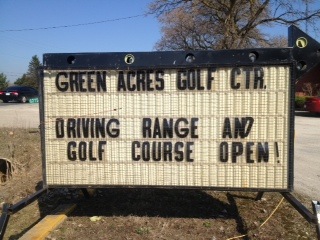 GREEN ACRES GOLF CTR.
DRIVING RANGE AN7
GOLF COURSE OPEN!